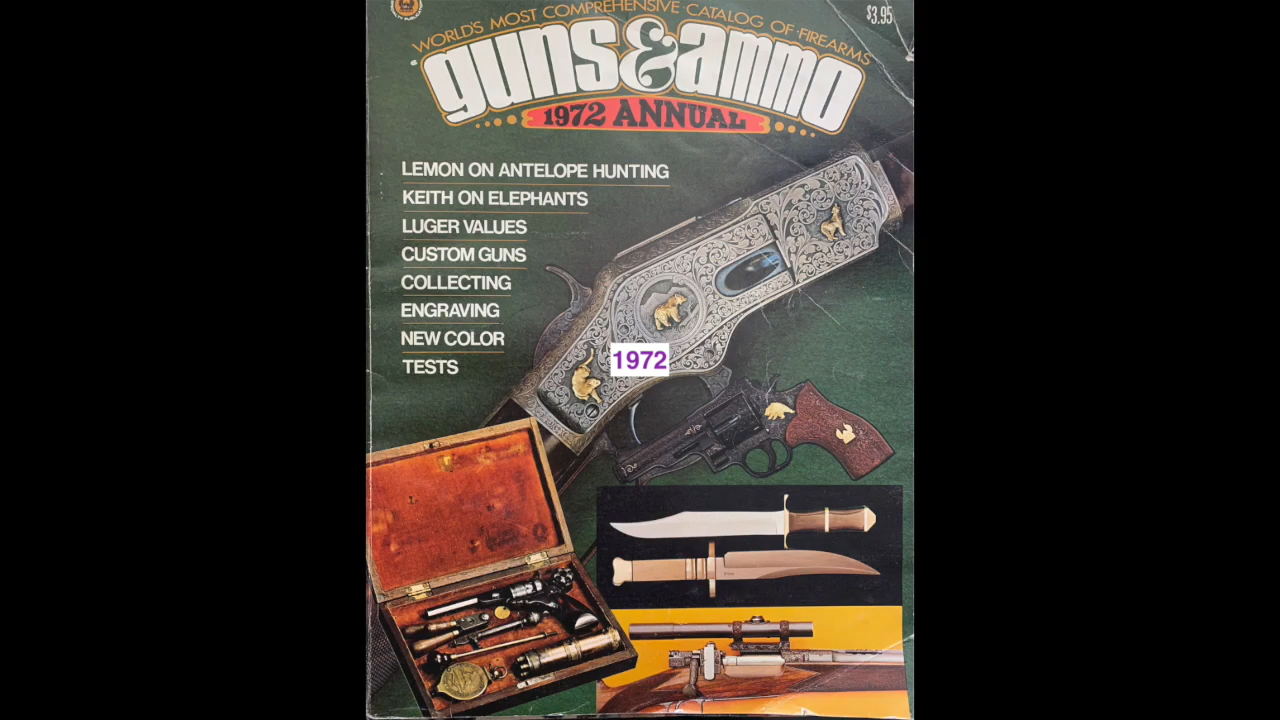 WORLD'S MOST COMPREHENSIVE CATALOG OF FIREARMS
$3.95
guns & ammo
1972 ANNUAL
LEMON ON ANTELOPE HUNTING
KEITH ON ELEPHANTS
LUGER VALUES
CUSTOM GUNS
COLLECTING
ENGRAVING
NEW COLOR
TESTS
1972